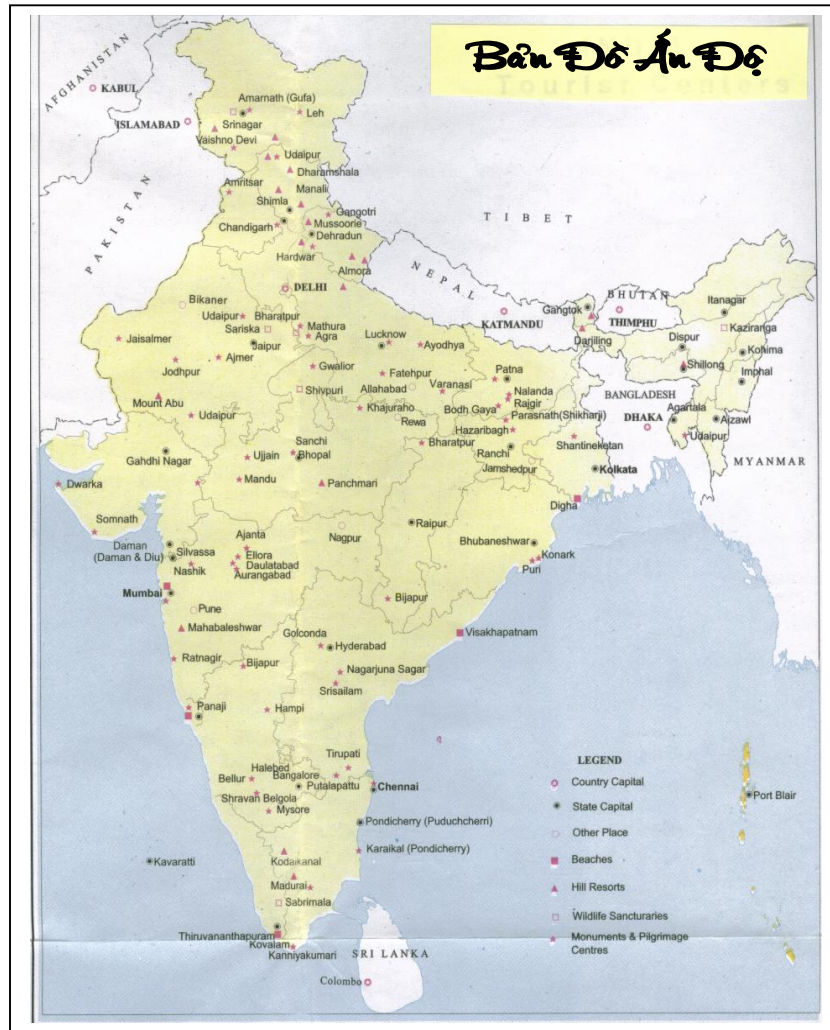 Bản Đồ Ấn Độ
Tourist Centers
AFGHANISTAN
KABUL
ISLAMABAD
PAKISTAN
Amarnath (Gufa)
Leh
Srinagar
Vaishno Devi
Udaipur
Dharamshala
Amritsar
Manali
Shimla
Gangotri
Chandigarh
Mussoorie
Dehradun
Hardwar
Almora
TIBET
NEPAL
KATMANDU
BHUTAN
THIMPHU
Gangtok
Darjiling
Itanagar
Kaziranga
Dispur
Kohima
Shillong
Imphal
BANGLADESH
DHAKA
Agartala
Aizawl
Udaipur
MYANMAR
DELHI
Bikaner
Udaipur
Bharatpur
Sariska
Mathura
Agra
Jaisalmer
Jaipur
Lucknow
Ayodhya
Jodhpur
Ajmer
Gwalior
Fatehpur
Patna
Allahabad
Varanasi
Nalanda
Rajgir
Mount Abu
Shivpuri
Khajuraho
Rewa
Bodh Gaya
Parasnath(Shikharji)
Hazaribagh
Udaipur
Sanchi
Bhopal
Bharatpur
Ranchi
Shantineketan
Gahdhi Nagar
Ujjain
Jamshedpur
Kolkata
Dwarka
Mandu
Panchmari
Digha
Somnath
Raipur
Ajanta
Nagpur
Bhubaneshwar
Daman
(Daman & Diu)
Silvassa
Ellora
Daulatabad
Konark
Nashik
Aurangabad
Puri
Mumbai
Pune
Bijapur
Mahabaleshwar
Golconda
Hyderabad
Visakhapatnam
Ratnagir
Bijapur
Nagarjuna Sagar
Srisailam
Panaji
Hampi
Tirupati
Halebed
Bangalore
Bellur
Putalapattu
Chennai
Shravan Belgola
Mysore
Pondicherry (Puduchcherri)
Port Blair
Kavaratti
Kodaikanal
Karaikal (Pondicherry)
Madurai
Sabrimala
Thiruvananthapuram
Kovalam
Kanniyakumari
SRI LANKA
Colombo
LEGEND
Country Capital
State Capital
Other Place
Beaches
Hill Resorts
Wildlife Sancturaries
Monuments & Pilgrimage
Centres